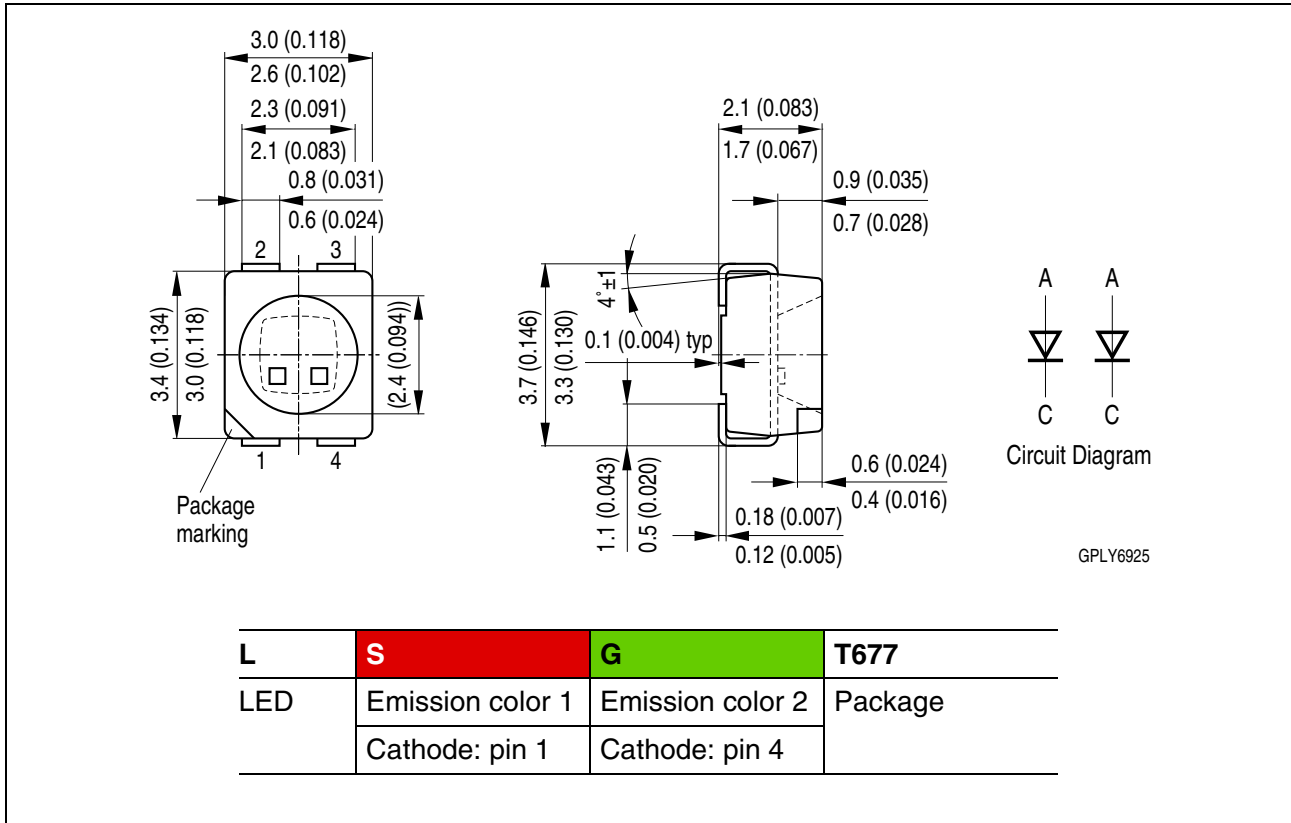 3.0 (0.118)
2.6 (0.102)
2.3 (0.091)
2.1 (0.083)
0.8 (0.031)
0.6 (0.024)
2
3
3.4 (0.134)
3.0 (0.118)
(2.4 (0.094))
1
4
Package
marking
2.1 (0.083)
1.7 (0.067)
0.9 (0.035)
0.7 (0.028)
4˚±1
0.1 (0.004) typ
3.7 (0.146)
3.3 (0.130)
1.1 (0.043)
0.5 (0.020)
0.6 (0.024)
0.4 (0.016)
0.18 (0.007)
0.12 (0.005)
A A
C C
Circuit Diagram
GPLY6925
L S G T677
LED Emission color 1 Emission color 2 Package
Cathode: pin 1 Cathode: pin 4